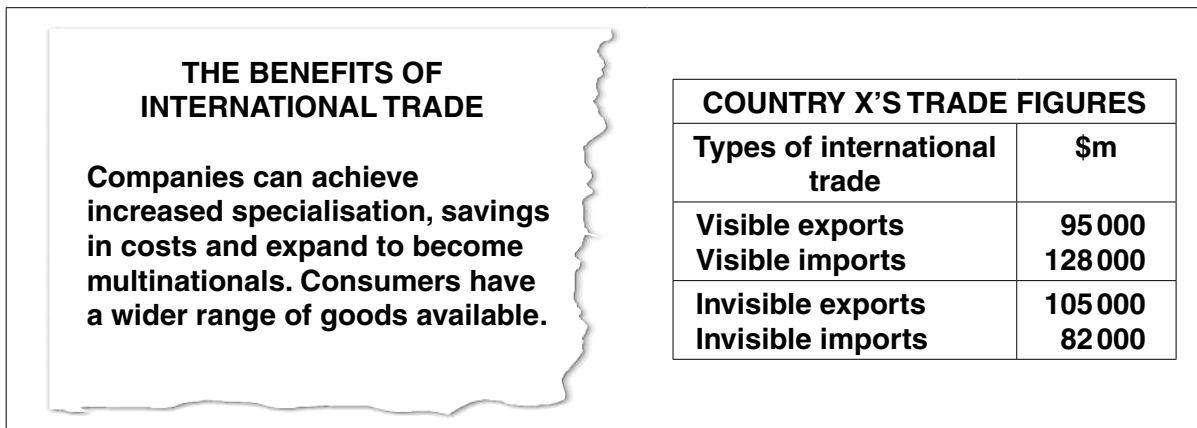 THE BENEFITS OF
INTERNATIONAL TRADE
Companies can achieve
increased specialisation, savings
in costs and expand to become
multinationals. Consumers have
a wider range of goods available.
COUNTRY X'S TRADE FIGURES
Types of international trade $m
Visible exports 95 000
Visible imports 128 000
Invisible exports 105 000
Invisible imports 82 000